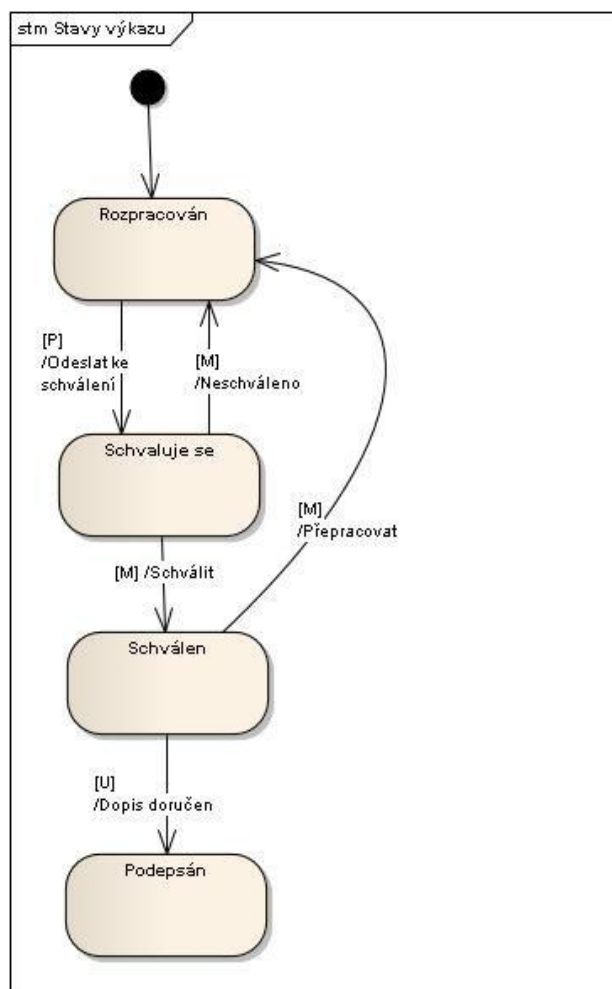 stm Stavy výkazu
Rozpracován
[P]
/Odeslat ke
schválení
[M]
/Neschváleno
Schvaluje se
[M]
/Přepracovat
[M] /Schválit
Schválen
[U]
/Dopis doručen
Podepsán